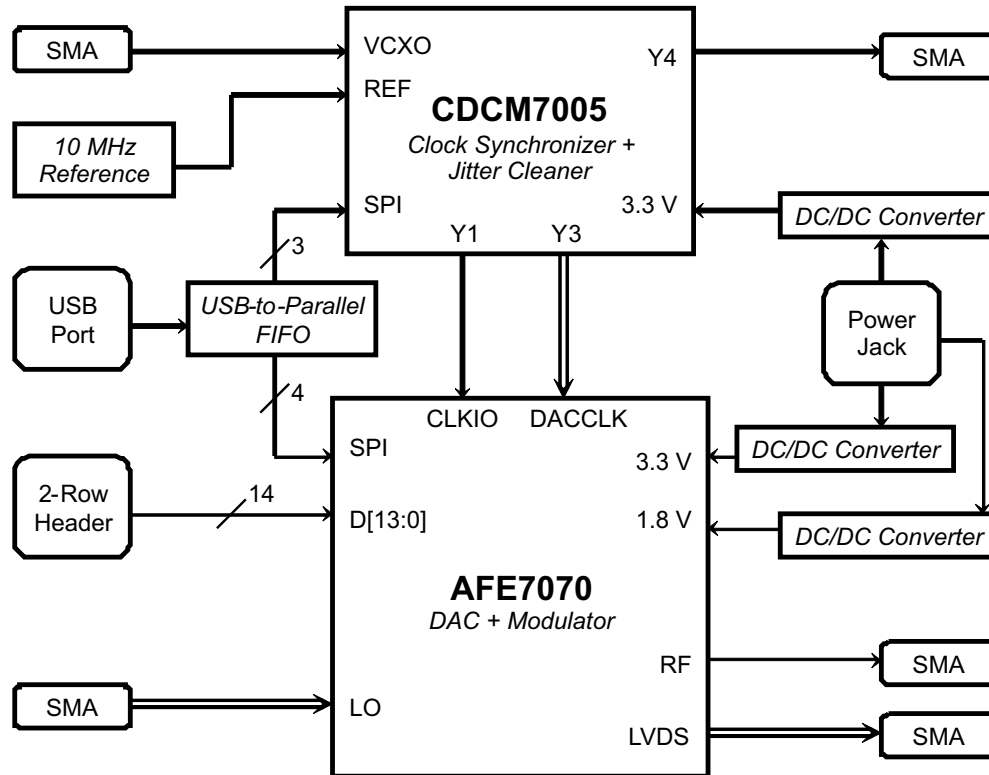 SMA
VCXO
Y4
SMA
REF
CDCM7005
Clock Synchronizer +
Jitter Cleaner
10 MHz
Reference
SPI
3.3 V
DC/DC Converter
Y1
Y3
3
USB
Port
USB-to-Parallel
FIFO
Power
Jack
4
CLKIO
DACCLK
SPI
3.3 V
DC/DC Converter
2-Row
Header
14
D[13:0]
1.8 V
DC/DC Converter
AFE7070
DAC + Modulator
RF
SMA
SMA
LO
LVDS
SMA